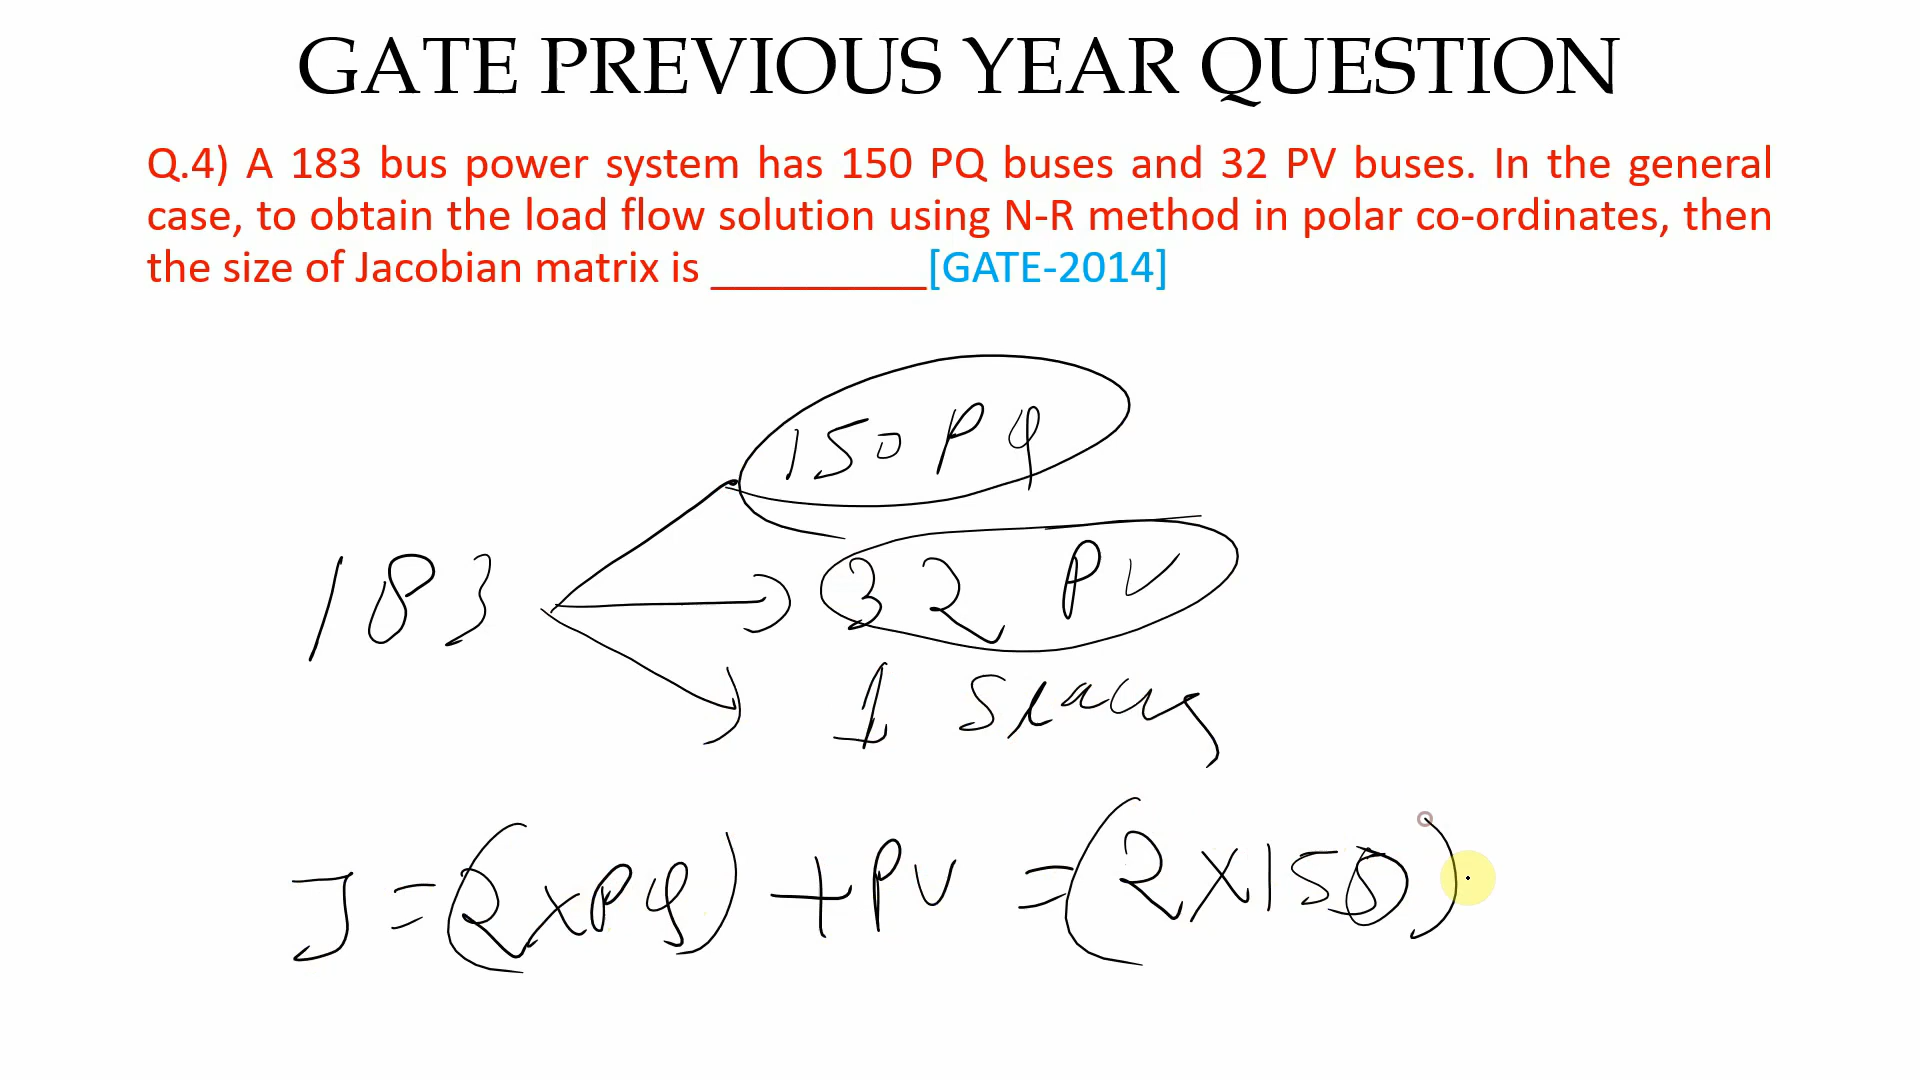 GATE PREVIOUS YEAR QUESTION
Q.4) A 183 bus power system has 150 PQ buses and 32 PV buses. In the general
case, to obtain the load flow solution using N-R method in polar co-ordinates, then
the size of Jacobian matrix is __________[GATE-2014]
150 PQ
183
32 PV
1 Slack
J = (2 x PQ) + PV = (2 X 150)